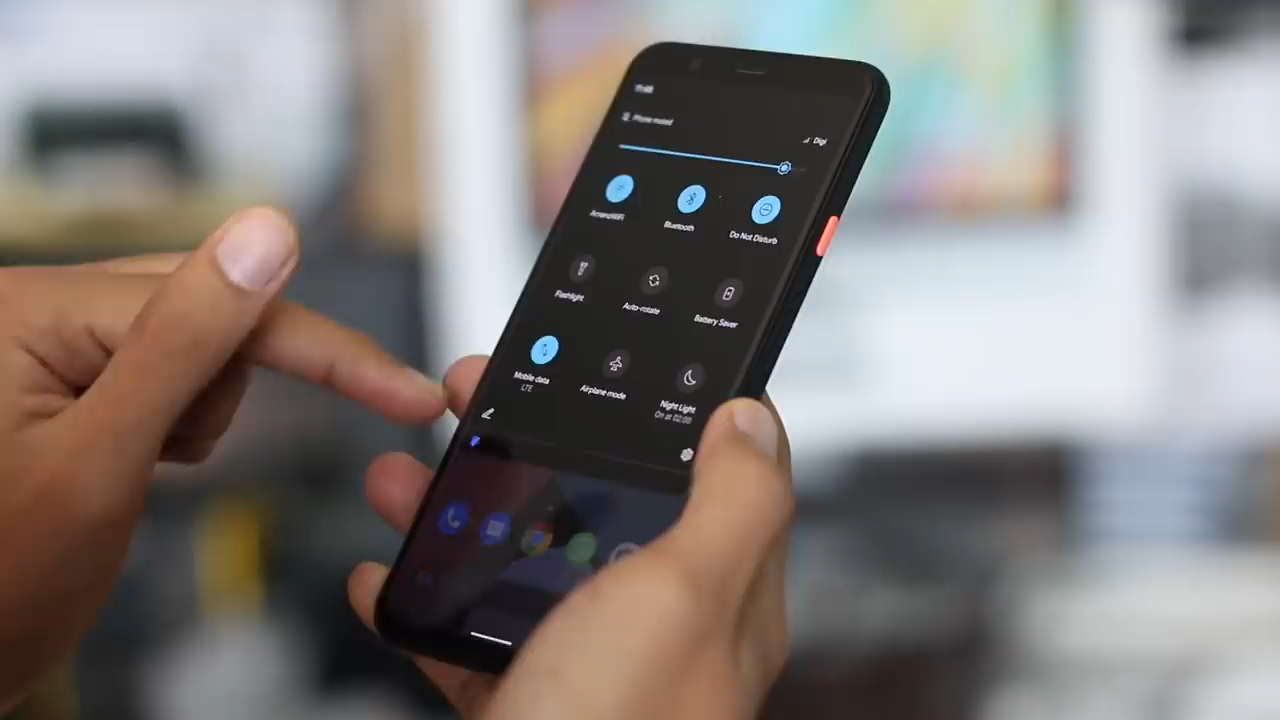 Phone muted
Digi
Bluetooth
Do Not Disturb
Flashlight
Auto-rotate
Battery Saver
Mobile data
LTE
Airplane mode
Night Light
On at 02:00